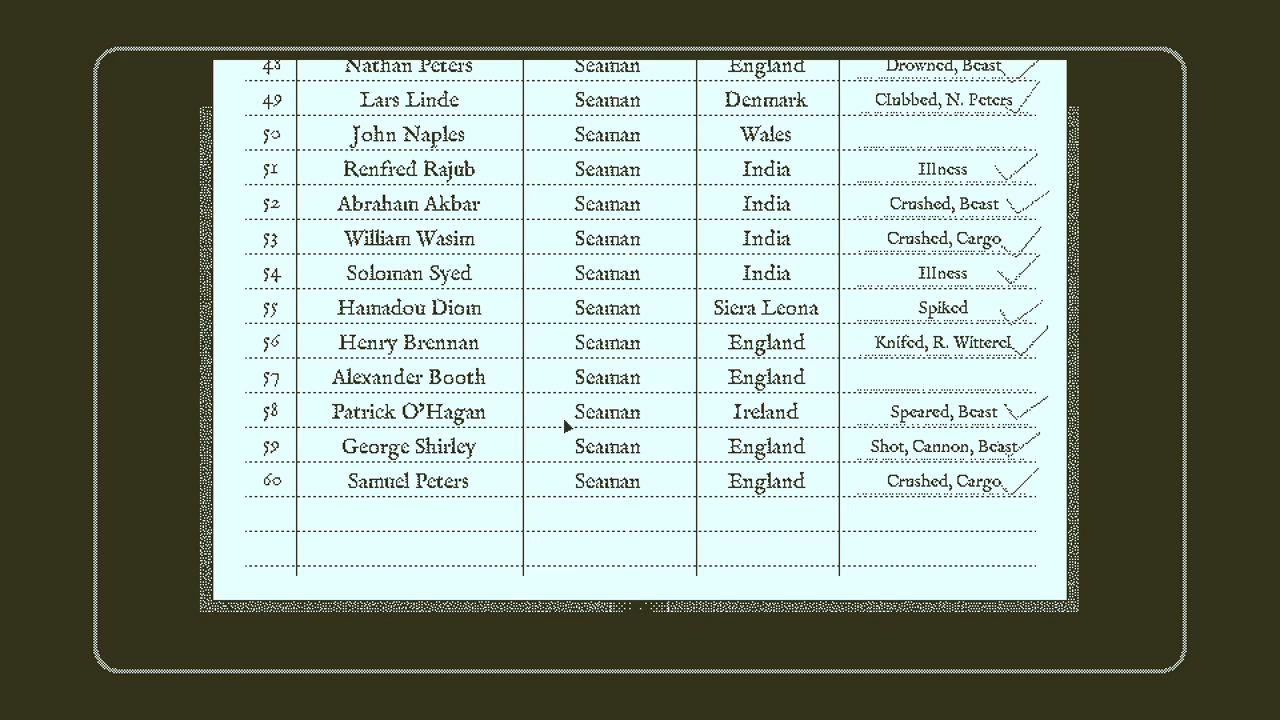 48 Nathan Peters Seaman England Drowned, Beast
49 Lars Linde Seaman Denmark Clubbed, N. Peters
50 John Naples Seaman Wales
51 Renfred Rajub Seaman India Illness
52 Abraham Akbar Seaman India Crushed, Beast
53 William Wasim Seaman India Crushed, Cargo
54 Soloman Syed Seaman India Illness
55 Hamadou Diom Seaman Siera Leona Spiked
56 Henry Brennan Seaman England Knifed, R. Witterel
57 Alexander Booth Seaman England
58 Patrick O'Hagan Seaman Ireland Speared, Beast
59 George Shirley Seaman England Shot, Cannon, Beast
60 Samuel Peters Seaman England Crushed, Cargo